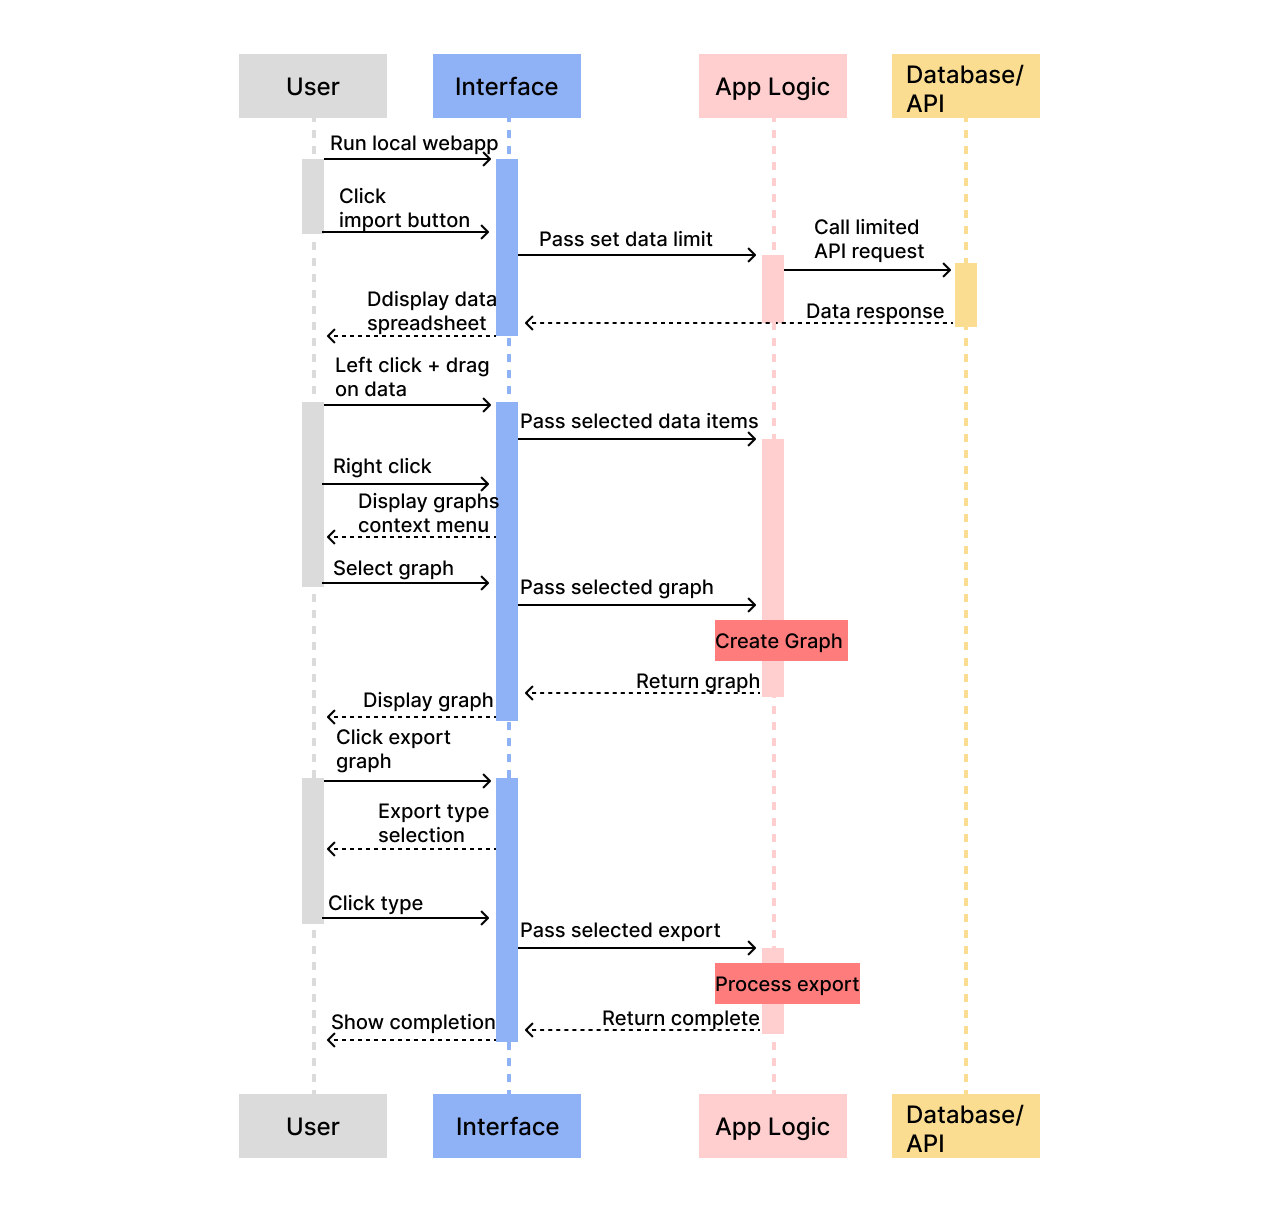 User
Interface
App Logic
Database/
API
Run local webapp
Click
import button
Pass set data limit
Call limited
API request
Ddisplay data
spreadsheet
Data response
Left click + drag
on data
Pass selected data items
Right click
Display graphs
context menu
Select graph
Pass selected graph
Create Graph
Return graph
Display graph
Click export
graph
Export type
selection
Click type
Pass selected export
Process export
Return complete
Show completion
User
Interface
App Logic
Database/
API